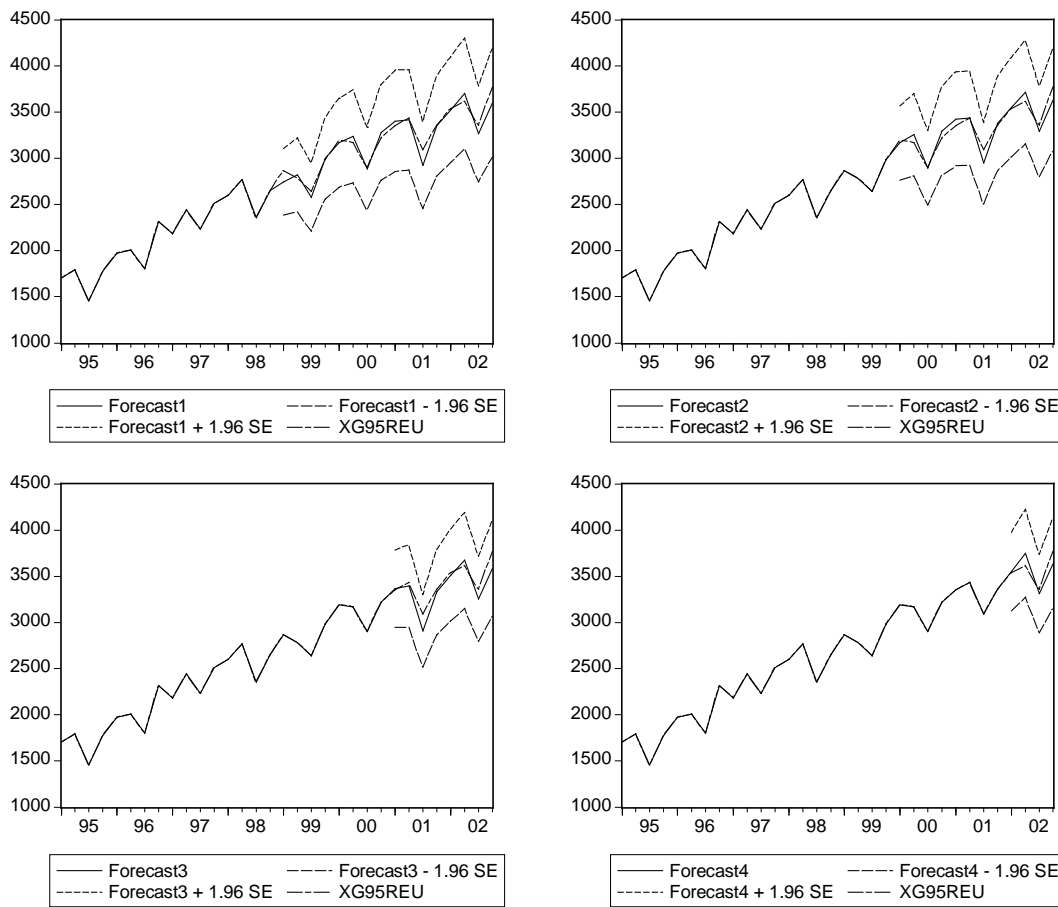 4500 4500
4000 4000
3500 3500
3000 3000
2500 2500
2000 2000
1500 1500
1000 1000
95 96 97 98 99 00 01 02 95 96 97 98 99 00 01 02
Forecast1 Forecast1 - 1.96 SE Forecast2 Forecast2 - 1.96 SE
Forecast1 + 1.96 SE XG95REU Forecast2 + 1.96 SE XG95REU
4500 4500
4000 4000
3500 3500
3000 3000
2500 2500
2000 2000
1500 1500
1000 1000
95 96 97 98 99 00 01 02 95 96 97 98 99 00 01 02
Forecast3 Forecast3 - 1.96 SE Forecast4 Forecast4 - 1.96 SE
Forecast3 + 1.96 SE XG95REU Forecast4 + 1.96 SE XG95REU